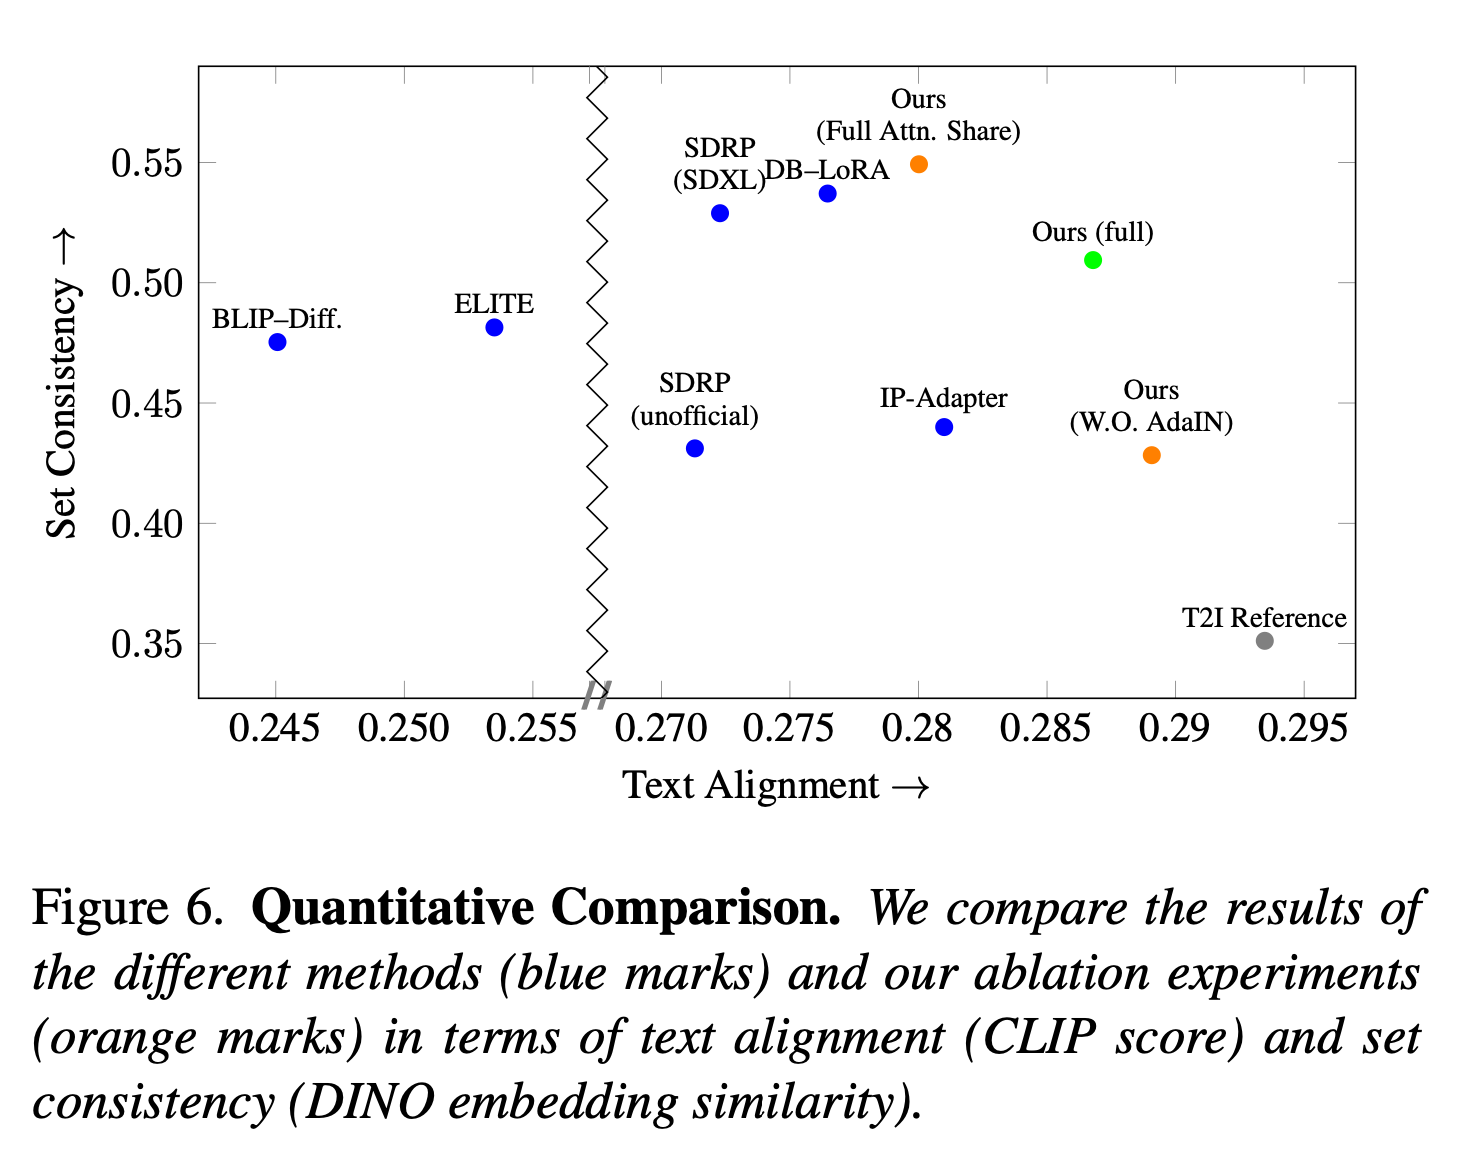 Ours
(Full Attn. Share)
SDRP
(SDXL)
DB–LoRA
0.55
Ours (full)
0.50
BLIP–Diff.
ELITE
SDRP
(unofficial)
IP-Adapter
Ours
(W.O. AdaIN)
0.45
0.40
T2I Reference
0.35
Set Consistency →
0.245 0.250 0.255 0.270 0.275 0.28 0.285 0.29 0.295
Text Alignment →
Figure 6. Quantitative Comparison. We compare the results of
the different methods (blue marks) and our ablation experiments
(orange marks) in terms of text alignment (CLIP score) and set
consistency (DINO embedding similarity).